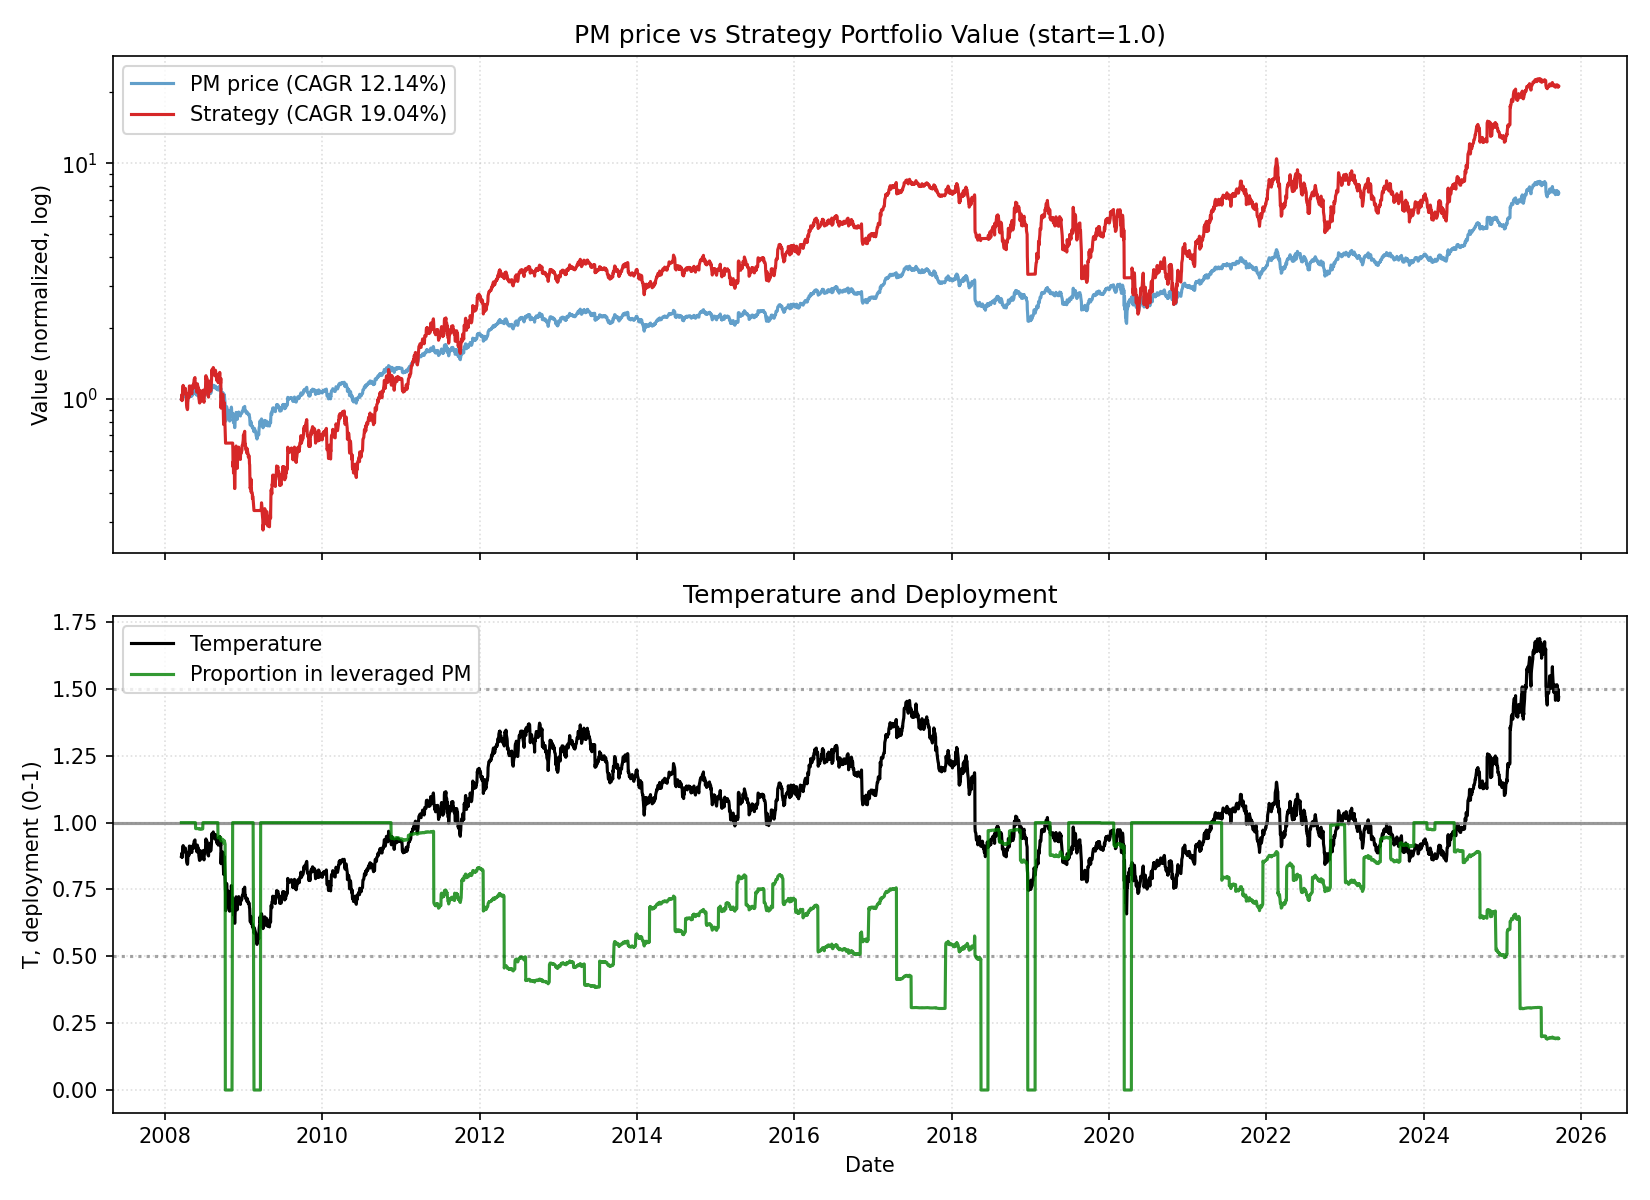 PM price vs Strategy Portfolio Value (start=1.0)
PM price (CAGR 12.14%)
Strategy (CAGR 19.04%)
Value (normalized, log)
10¹
10⁰
Temperature and Deployment
Temperature
Proportion in leveraged PM
T, deployment (0-1)
1.75
1.50
1.25
1.00
0.75
0.50
0.25
0.00
2008 2010 2012 2014 2016 2018 2020 2022 2024 2026
Date